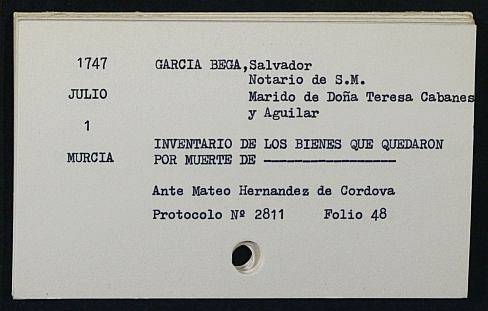 1747 GARCIA BEGA,Salvador
Notario de S.M.
JULIO Marido de Doña Teresa Cabanes
y Aguilar
1
INVENTARIO DE LOS BIENES QUE QUEDARON
MURCIA POR MUERTE DE -----------------
Ante Mateo Hernandez de Cordova
Protocolo Nº 2811 Folio 48